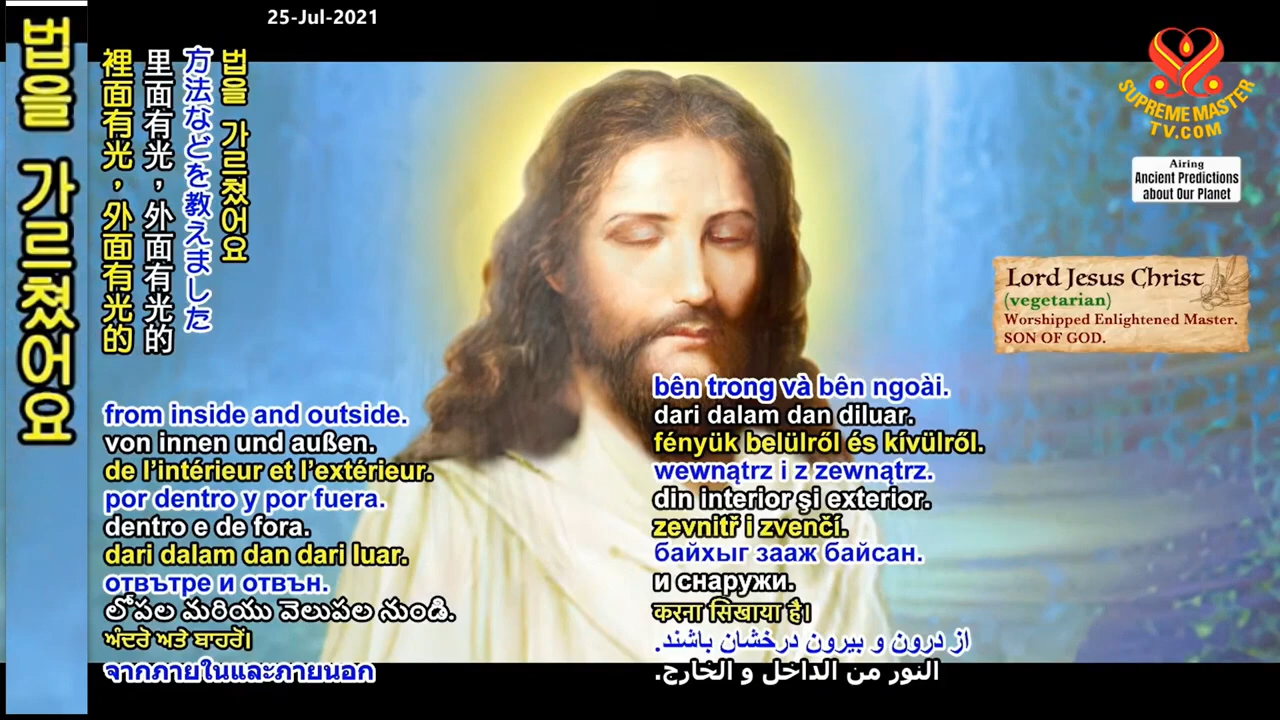 25-Jul-2021
법을 가르쳤어요
裡面有光，外面有光的
里面有光，外面有光的
方法などを教えました
법을 가르쳤어요
SUPREME MASTER
TV.COM
Airing
Ancient Predictions
about Our Planet
Lord Jesus Christ
(vegetarian)
Worshipped Enlightened Master.
SON OF GOD.
from inside and outside.
von innen und außen.
de l’intérieur et l’extérieur.
por dentro y por fuera.
dentro e de fora.
dari dalam dan dari luar.
отвътре и отвън.
లోపల మరియు వెలుపల నుండి.
ਅੰਦਰੋਂ ਅਤੇ ਬਾਹਰੋਂ।
จากภายในและภายนอก
bên trong và bên ngoài.
dari dalam dan diluar.
fényük belülről és kívülről.
wewnątrz i z zewnątrz.
din interior şi exterior.
zevnitř i zvenčí.
байхыг зааж байсан.
и снаружи.
करना सिखाया है।
از درون و بیرون درخشان باشند.
النور من الداخل و الخارج.